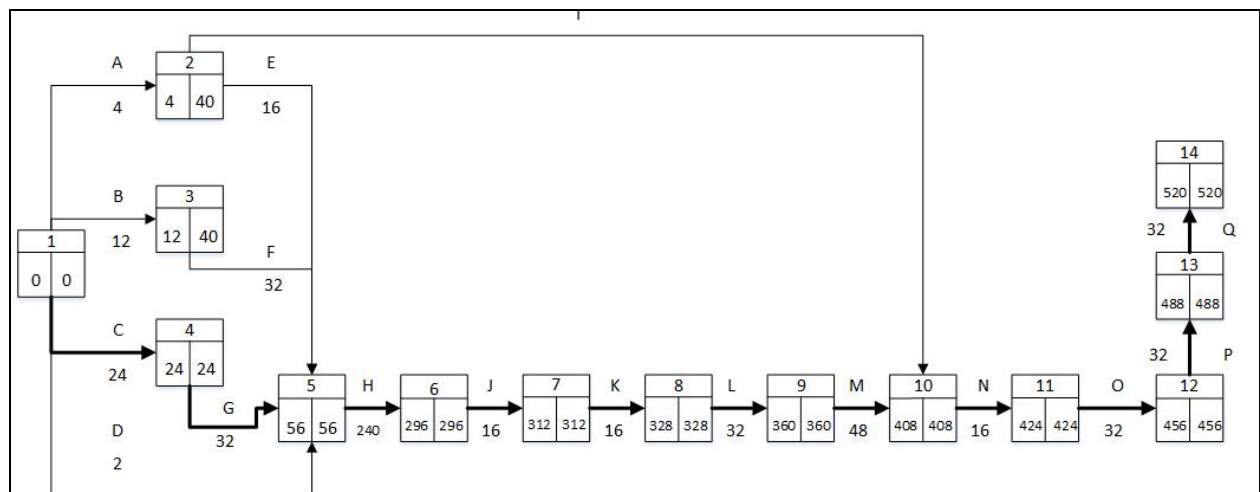 2
A
E
4 40
4
16
14
520 520
B
3
32 Q
12
12 40
1
F
13
0 0
32
488 488
C
4
32 P
24 24
24
5
H
6
J
7
K
8
L
9
M
10
N
11
O
12
G
56 56
240
296 296
16
312 312
16
328 328
32
360 360
48
408 408
16
424 424
32
456 456
32
D
2